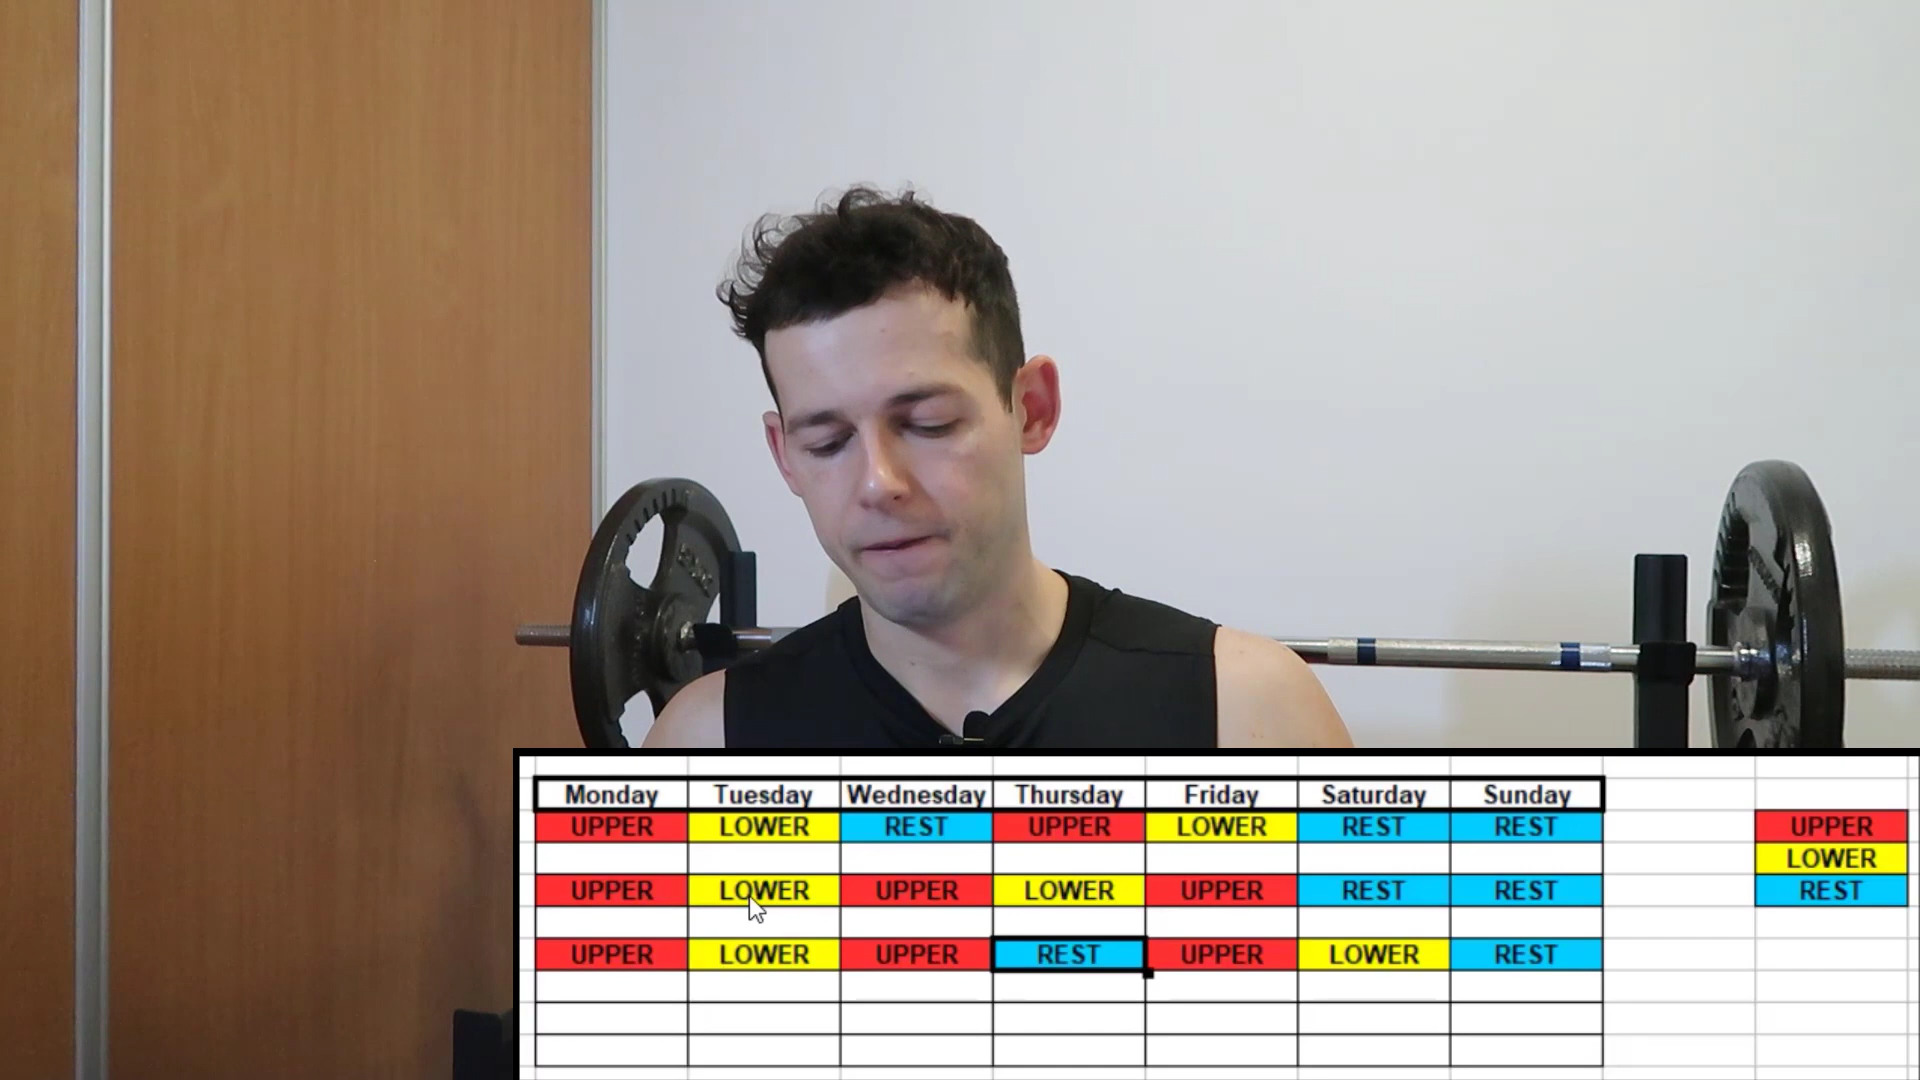 Monday Tuesday Wednesday Thursday Friday Saturday Sunday
UPPER LOWER REST UPPER LOWER REST REST UPPER
LOWER
UPPER LOWER UPPER LOWER UPPER REST REST REST
UPPER LOWER UPPER REST UPPER LOWER REST